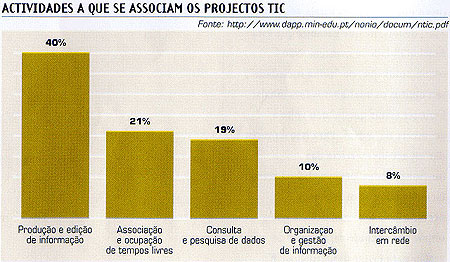 ACTIVIDADES A QUE SE ASSOCIAM OS PROJECTOS TIC
Fonte: http://www.dapp.min-edu.pt/nonio/docum/ntic.pdf
40%
21%
19%
10%
8%
Produção e edição
de informação
Associação
e ocupação
de tempos livres
Consulta
e pesquisa de dados
Organizaçao
e gestão
de informação
Intercâmbio
em rede